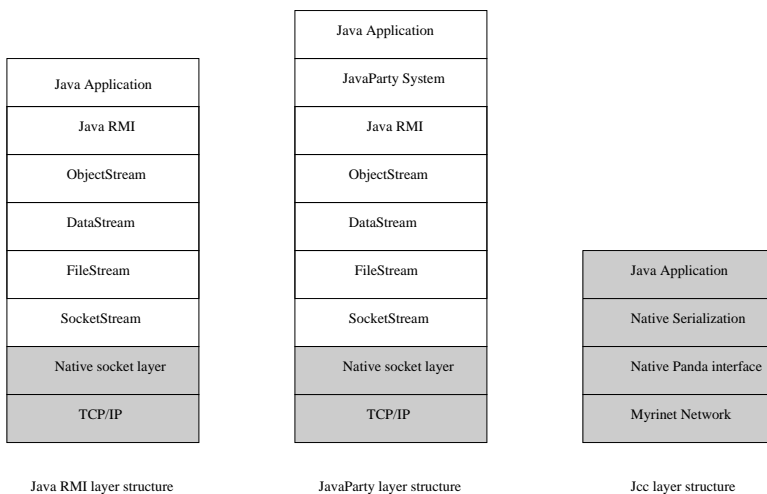 Java Application
Java RMI
ObjectStream
DataStream
FileStream
SocketStream
Native socket layer
TCP/IP
Java RMI layer structure
Java Application
JavaParty System
Java RMI
ObjectStream
DataStream
FileStream
SocketStream
Native socket layer
TCP/IP
JavaParty layer structure
Java Application
Native Serialization
Native Panda interface
Myrinet Network
Jcc layer structure